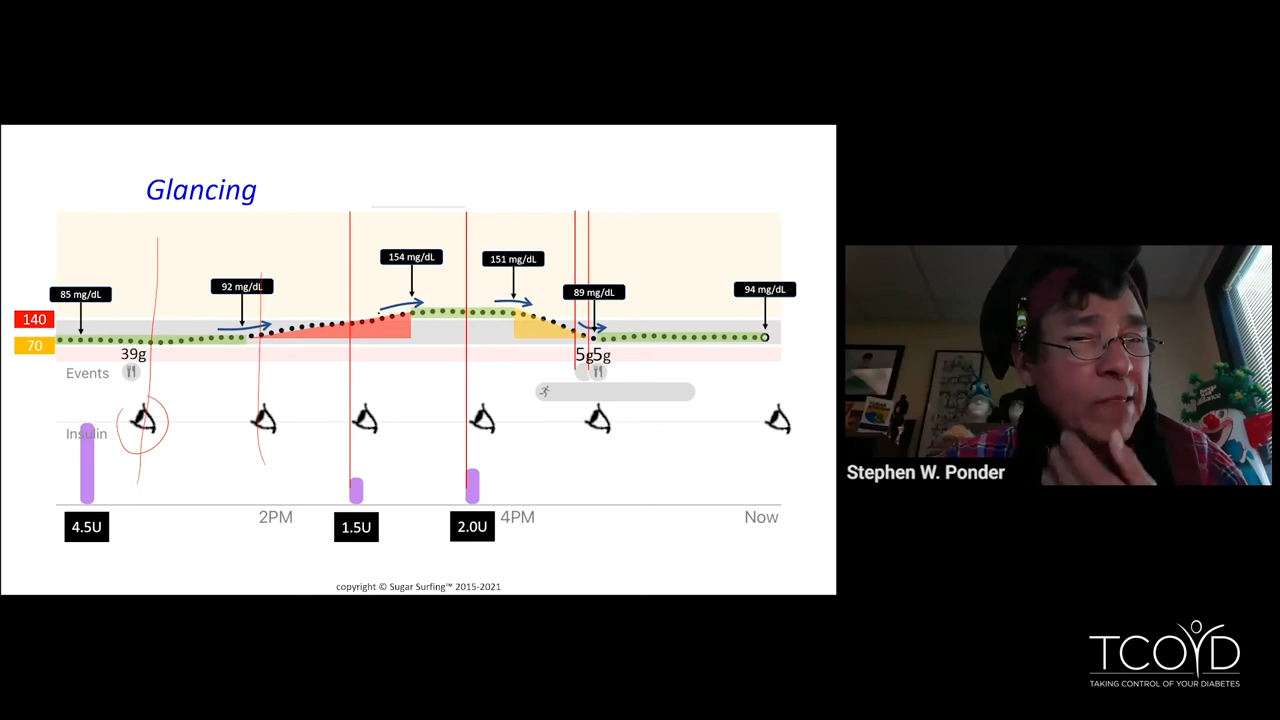 Glancing
154 mg/dL
151 mg/dL
85 mg/dL
92 mg/dL
89 mg/dL
94 mg/dL
140
70
39g
5g
5g
Events
Insulin
2PM
4PM
Now
4.5U
1.5U
2.0U
copyright © Sugar Surfing™ 2015-2021
Stephen W. Ponder
TCOYD
TAKING CONTROL OF YOUR DIABETES